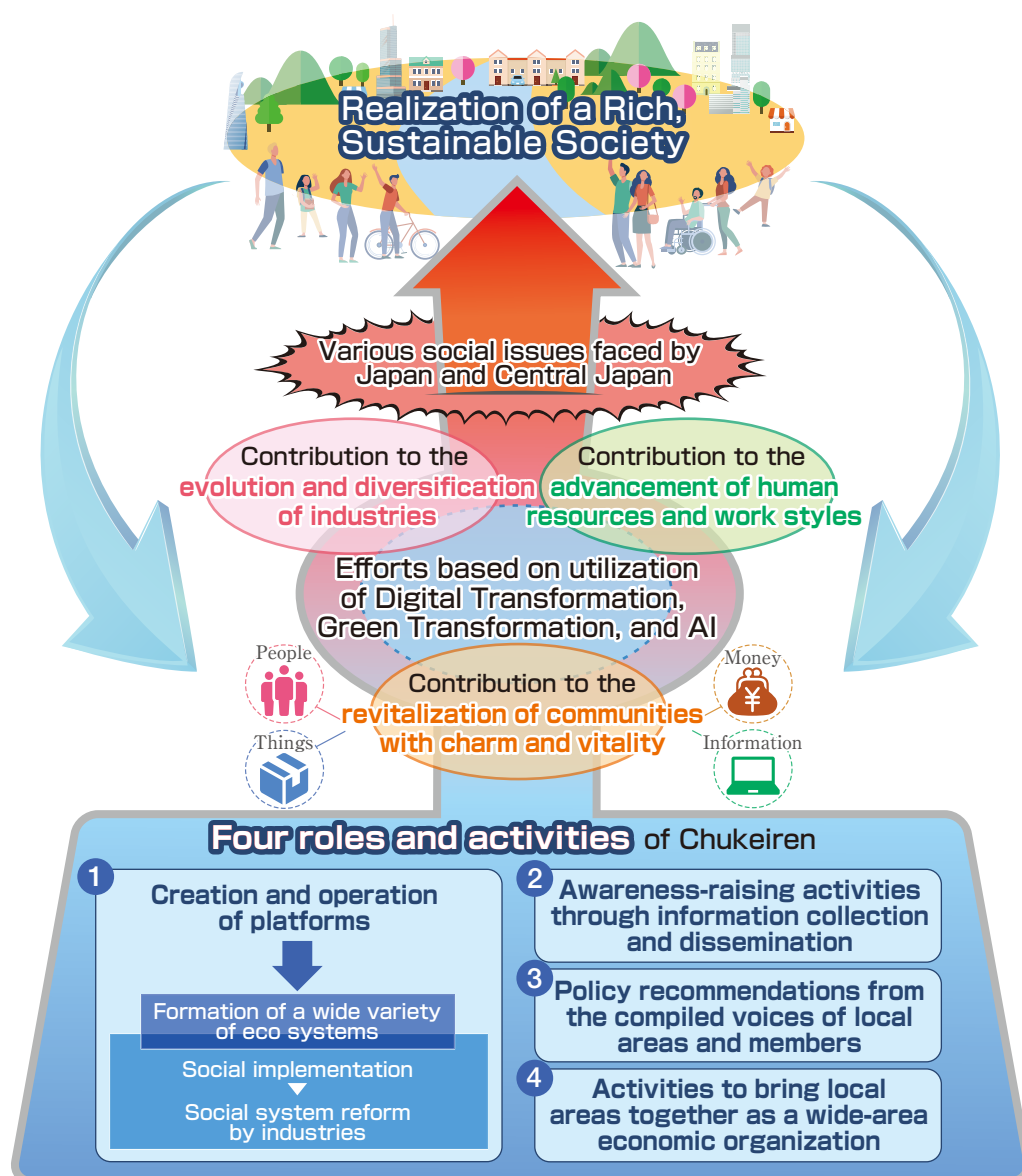 Realization of a Rich,
Sustainable Society
Various social issues faced by
Japan and Central Japan
Contribution to the
evolution and diversification
of industries
Contribution to the
advancement of human
resources and work styles
Efforts based on utilization
of Digital Transformation,
Green Transformation, and AI
People
Money
¥
Contribution to the
revitalization of communities
with charm and vitality
Things
Information
Four roles and activities of Chukeiren
1
Creation and operation
of platforms
Formation of a wide variety
of eco systems
Social implementation
Social system reform
by industries
2
Awareness-raising activities
through information collection
and dissemination
3
Policy recommendations from
the compiled voices of local
areas and members
4
Activities to bring local
areas together as a wide-area
economic organization